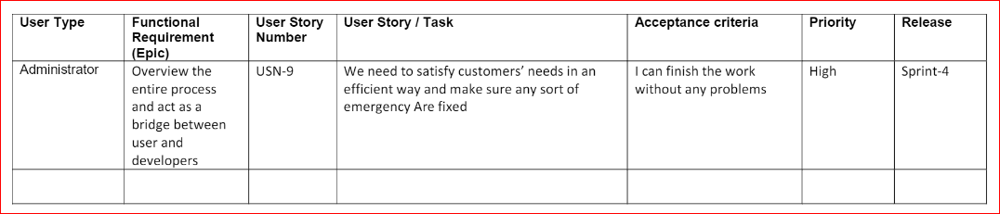 User Type
Functional
Requirement
(Epic)
User Story
Number
User Story / Task
Acceptance criteria
Priority
Release
Administrator
Overview the
entire process
and act as a
bridge between
user and
developers
USN-9
We need to satisfy customers’ needs in an
efficient way and make sure any sort of
emergency Are fixed
I can finish the work
without any problems
High
Sprint-4